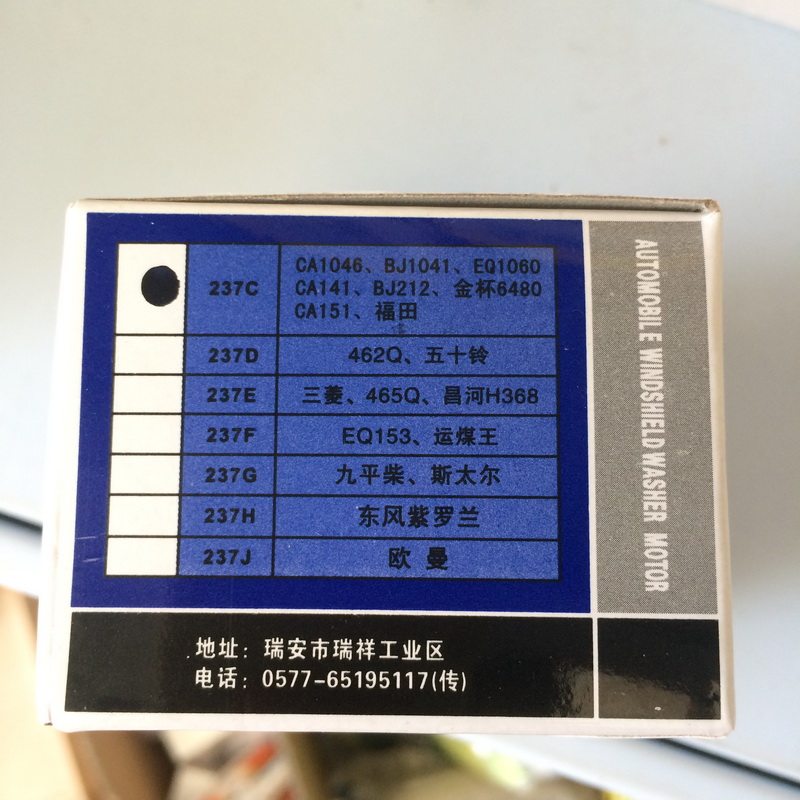 237C
CA1046、BJ1041、EQ1060
CA141、BJ212、金杯6480
CA151、福田
237D
462Q、五十铃
237E
三菱、465Q、昌河H368
237F
EQ153、运煤王
237G
九平柴、斯太尔
237H
东风紫罗兰
237J
欧曼
AUTOMOBILE WINDSHIELD WASHER MOTOR
地址：瑞安市瑞祥工业区
电话：0577-65195117(传)